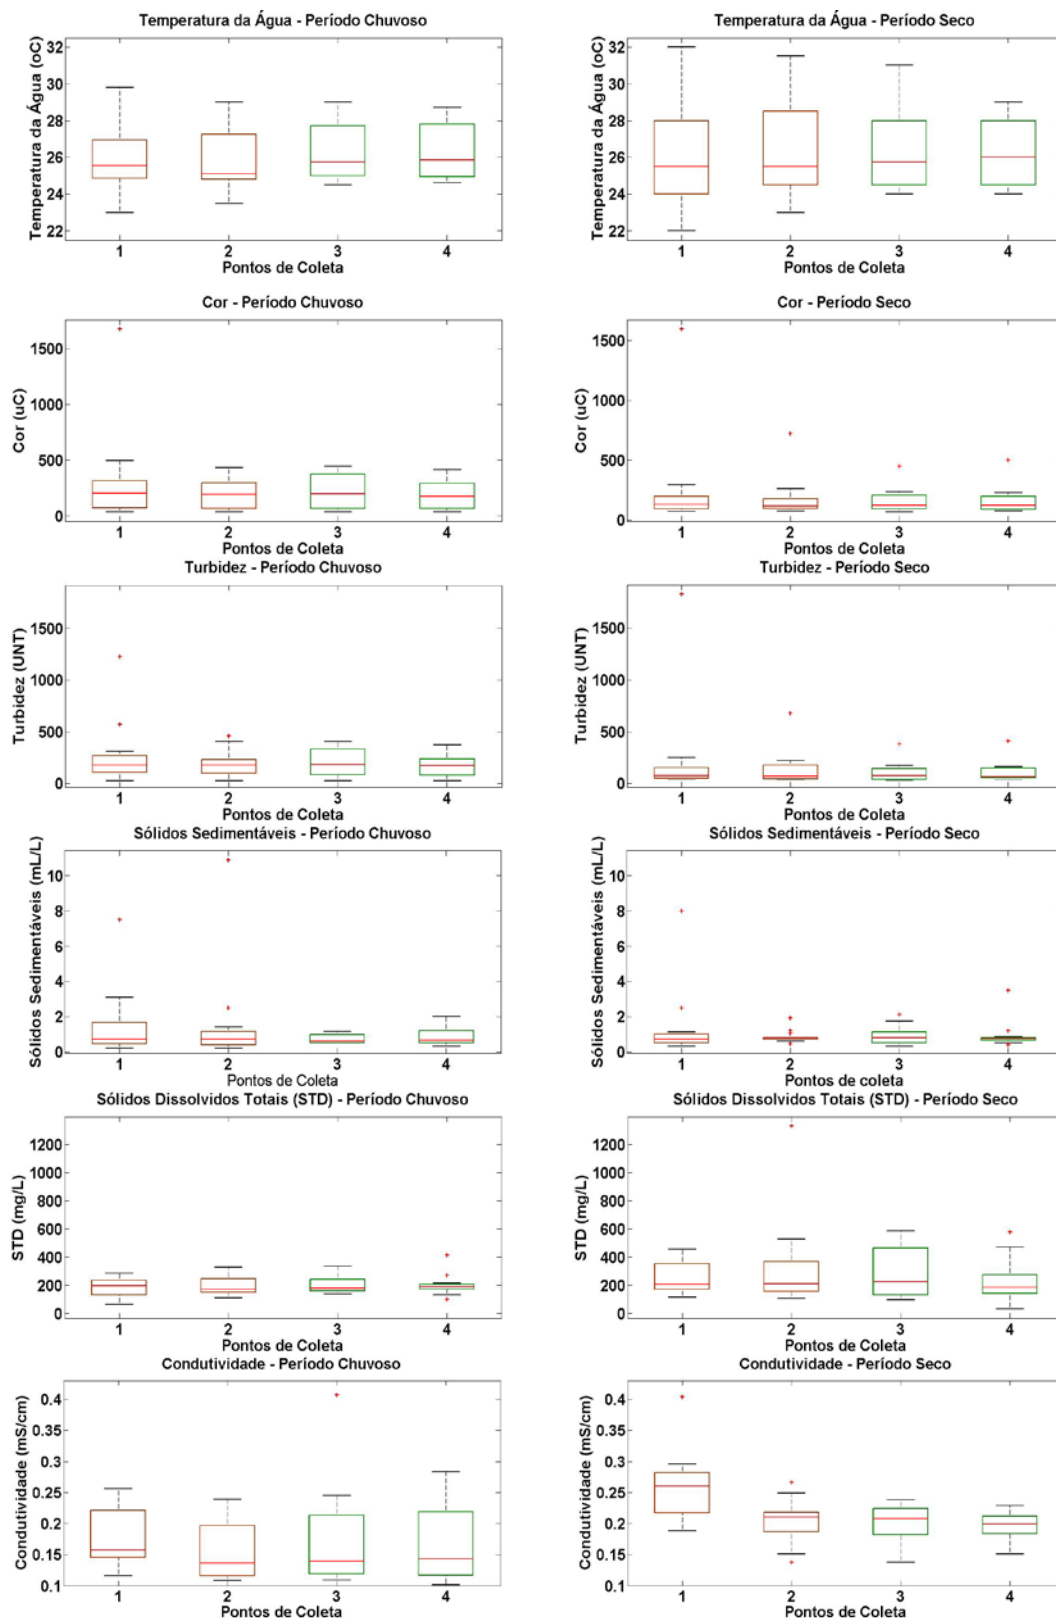 Temperatura da Água - Período Chuvoso
Temperatura da Água (oC)
32
30
28
26
24
22
1 2 3 4
Pontos de Coleta
Temperatura da Água - Período Seco
Temperatura da Água (oC)
32
30
28
26
24
22
1 2 3 4
Pontos de Coleta
Cor - Período Chuvoso
Cor (uC)
1500
1000
500
0
1 2 3 4
Pontos de Coleta
Cor - Período Seco
Cor (uC)
1500
1000
500
0
1 2 3 4
Pontos de Coleta
Turbidez - Período Chuvoso
Turbidez (UNT)
1500
1000
500
0
1 2 3 4
Pontos de Coleta
Turbidez - Período Seco
Turbidez (UNT)
1500
1000
500
0
1 2 3 4
Pontos de Coleta
Sólidos Sedimentáveis - Período Chuvoso
Sólidos Sedimentáveis (mL/L)
10
8
6
4
2
0
1 2 3 4
Pontos de Coleta
Sólidos Sedimentáveis - Período Seco
Sólidos Sedimentáveis (mL/L)
10
8
6
4
2
0
1 2 3 4
Pontos de coleta
Sólidos Dissolvidos Totais (STD) - Período Chuvoso
STD (mg/L)
1200
1000
800
600
400
200
0
1 2 3 4
Pontos de Coleta
Sólidos Dissolvidos Totais (STD) - Período Seco
STD (mg/L)
1200
1000
800
600
400
200
0
1 2 3 4
Pontos de Coleta
Condutividade - Período Chuvoso
Condutividade (mS/cm)
0.4
0.35
0.3
0.25
0.2
0.15
0.1
1 2 3 4
Pontos de Coleta
Condutividade - Período Seco
Condutividade (mS/cm)
0.4
0.35
0.3
0.25
0.2
0.15
0.1
1 2 3 4
Pontos de Coleta